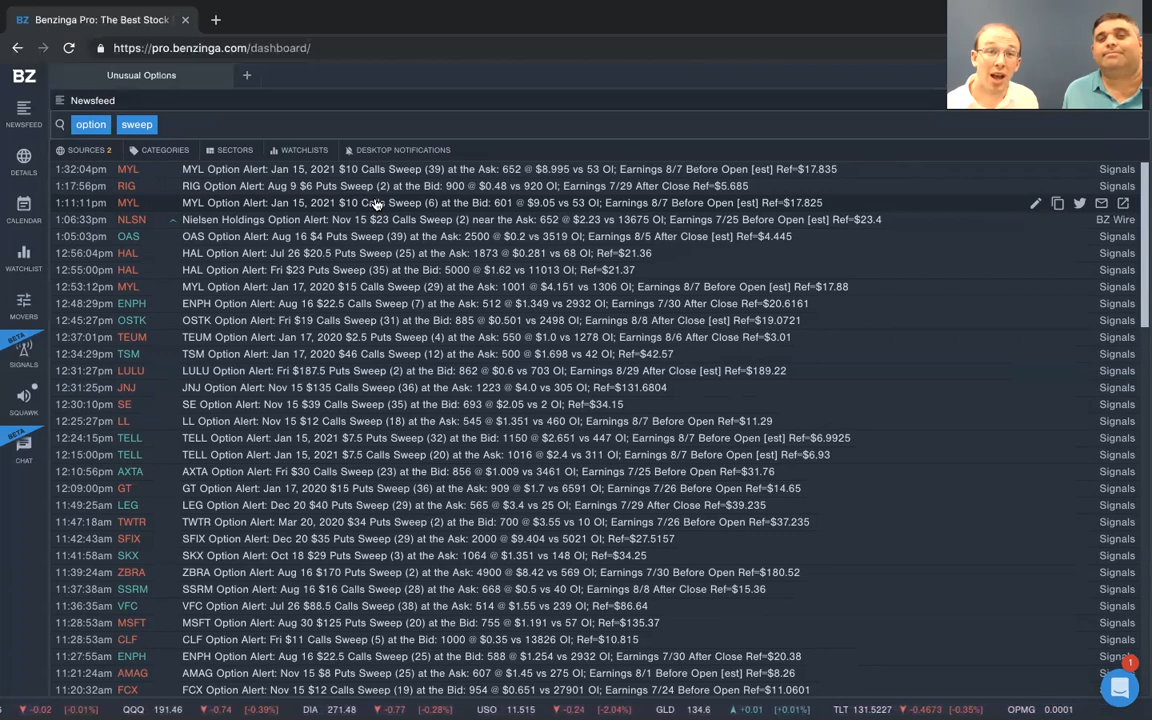 BZ Benzinga Pro: The Best Stock
https://pro.benzinga.com/dashboard/
BZ
Unusual Options
Newsfeed
option sweep
SOURCES 2 CATEGORIES SECTORS WATCHLISTS DESKTOP NOTIFICATIONS
NEWSFEED
DETAILS
CALENDAR
WATCHLIST
MOVERS
BETA
SIGNALS
SQUAWK
BETA
CHAT
1:32:04pm MYL MYL Option Alert: Jan 15, 2021 $10 Calls Sweep (39) at the Ask: 652 @ $8.995 vs 53 OI; Earnings 8/7 Before Open [est] Ref=$17.835 Signals
1:17:56pm RIG RIG Option Alert: Aug 9 $6 Puts Sweep (2) at the Bid: 900 @ $0.48 vs 920 OI; Earnings 7/29 After Close Ref=$5.685 Signals
1:11:11pm MYL MYL Option Alert: Jan 15, 2021 $10 Calls Sweep (6) at the Bid: 601 @ $9.05 vs 53 OI; Earnings 8/7 Before Open [est] Ref=$17.825
1:06:33pm NLSN Nielsen Holdings Option Alert: Nov 15 $23 Calls Sweep (2) near the Ask: 652 @ $2.23 vs 13675 OI; Earnings 7/25 Before Open [est] Ref=$23.4 BZ Wire
1:05:03pm OAS OAS Option Alert: Aug 16 $4 Puts Sweep (39) at the Ask: 2500 @ $0.2 vs 3519 OI; Earnings 8/5 After Close [est] Ref=$4.445 Signals
12:56:04pm HAL HAL Option Alert: Jul 26 $20.5 Puts Sweep (25) at the Ask: 1873 @ $0.281 vs 68 OI; Ref=$21.36 Signals
12:55:00pm HAL HAL Option Alert: Fri $23 Puts Sweep (35) at the Bid: 5000 @ $1.62 vs 11013 OI; Ref=$21.37 Signals
12:53:12pm MYL MYL Option Alert: Jan 17, 2020 $15 Calls Sweep (29) at the Ask: 1001 @ $4.151 vs 1306 OI; Earnings 8/7 Before Open [est] Ref=$17.88 Signals
12:48:29pm ENPH ENPH Option Alert: Aug 16 $22.5 Calls Sweep (7) at the Ask: 512 @ $1.349 vs 2932 OI; Earnings 7/30 After Close Ref=$20.6161 Signals
12:45:27pm OSTK OSTK Option Alert: Fri $19 Calls Sweep (31) at the Bid: 885 @ $0.501 vs 2498 OI; Earnings 8/8 After Close [est] Ref=$19.0721 Signals
12:37:01pm TEUM TEUM Option Alert: Jan 17, 2020 $2.5 Puts Sweep (4) at the Ask: 550 @ $1.0 vs 1278 OI; Earnings 8/6 After Close Ref=$3.01 Signals
12:34:29pm TSM TSM Option Alert: Jan 17, 2020 $46 Calls Sweep (12) at the Ask: 500 @ $1.698 vs 42 OI; Ref=$42.57 Signals
12:31:27pm LULU LULU Option Alert: Fri $187.5 Puts Sweep (2) at the Bid: 862 @ $0.6 vs 703 OI; Earnings 8/29 After Close [est] Ref=$189.22 Signals
12:31:25pm JNJ JNJ Option Alert: Nov 15 $135 Calls Sweep (36) at the Ask: 1223 @ $4.0 vs 305 OI; Ref=$131.6804 Signals
12:30:10pm SE SE Option Alert: Nov 15 $39 Calls Sweep (35) at the Bid: 693 @ $2.05 vs 2 OI; Ref=$34.15 Signals
12:25:27pm LL LL Option Alert: Nov 15 $12 Calls Sweep (18) at the Ask: 545 @ $1.351 vs 460 OI; Earnings 8/7 Before Open Ref=$11.29 Signals
12:24:15pm TELL TELL Option Alert: Jan 15, 2021 $7.5 Puts Sweep (32) at the Bid: 1150 @ $2.651 vs 447 OI; Earnings 8/7 Before Open [est] Ref=$6.9925 Signals
12:15:00pm TELL TELL Option Alert: Jan 15, 2021 $7.5 Calls Sweep (20) at the Bid: 1016 @ $2.4 vs 311 OI; Earnings 8/7 Before Open [est] Ref=$6.93 Signals
12:10:56pm AXTA AXTA Option Alert: Fri $30 Calls Sweep (23) at the Bid: 856 @ $1.009 vs 3461 OI; Earnings 7/25 Before Open Ref=$31.76 Signals
12:09:00pm GT GT Option Alert: Jan 17, 2020 $15 Puts Sweep (36) at the Ask: 909 @ $1.7 vs 6591 OI; Earnings 7/26 Before Open Ref=$14.65 Signals
11:49:25am LEG LEG Option Alert: Dec 20 $40 Puts Sweep (29) at the Ask: 565 @ $3.4 vs 25 OI; Earnings 7/29 After Close Ref=$39.235 Signals
11:47:18am TWTR TWTR Option Alert: Mar 20, 2020 $34 Puts Sweep (2) at the Bid: 700 @ $3.55 vs 10 OI; Earnings 7/26 Before Open Ref=$37.235 Signals
11:42:43am SFIX SFIX Option Alert: Dec 20 $35 Puts Sweep (29) at the Ask: 2000 @ $9.404 vs 5021 OI; Ref=$27.5157 Signals
11:41:58am SKX SKX Option Alert: Oct 18 $29 Puts Sweep (3) at the Ask: 1064 @ $1.351 vs 148 OI; Ref=$34.25 Signals
11:39:24am ZBRA ZBRA Option Alert: Aug 16 $170 Puts Sweep (2) at the Ask: 4900 @ $8.42 vs 569 OI; Earnings 7/30 Before Open Ref=$180.52 Signals
11:37:38am SSRM SSRM Option Alert: Aug 16 $16 Calls Sweep (28) at the Ask: 668 @ $0.5 vs 40 OI; Earnings 8/8 After Close Ref=$15.36 Signals
11:36:35am VFC VFC Option Alert: Jul 26 $88.5 Calls Sweep (38) at the Ask: 514 @ $1.55 vs 239 OI; Ref=$86.64 Signals
11:28:53am MSFT MSFT Option Alert: Aug 30 $125 Puts Sweep (20) at the Bid: 755 @ $1.191 vs 57 OI; Ref=$135.37 Signals
11:28:53am CLF CLF Option Alert: Fri $11 Calls Sweep (5) at the Bid: 1000 @ $0.35 vs 13826 OI; Ref=$10.815 Signals
11:27:55am ENPH ENPH Option Alert: Aug 16 $22.5 Calls Sweep (25) at the Bid: 588 @ $1.254 vs 2932 OI; Earnings 7/30 After Close Ref=$20.38 Signals
11:21:23am AMAG AMAG Option Alert: Nov 15 $8 Puts Sweep (25) at the Ask: 607 @ $1.45 vs 275 OI; Earnings 8/1 Before Open Ref=$8.26
11:20:32am FCX FCX Option Alert: Nov 15 $12 Calls Sweep (19) at the Bid: 954 @ $0.651 vs 27901 OI; Earnings 7/24 Before Open Ref=$11.0601 Signals
1
-0.02 [-0.01%] QQQ 191.46 -0.74 [-0.39%] DIA 271.48 -0.77 [-0.28%] USO 11.515 -0.24 [-2.04%] GLD 134.6 +0.01 [+0.01%] TLT 131.5227 -0.4673 [-0.35%] OPMG 0.0001